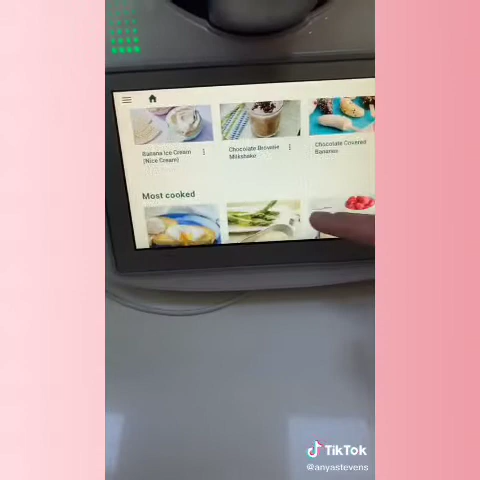 Banana Ice Cream
(Nice Cream)
Chocolate Brownie
Milkshake
Chocolate Covered
Bananas
Most cooked
TikTok
@anyastevens